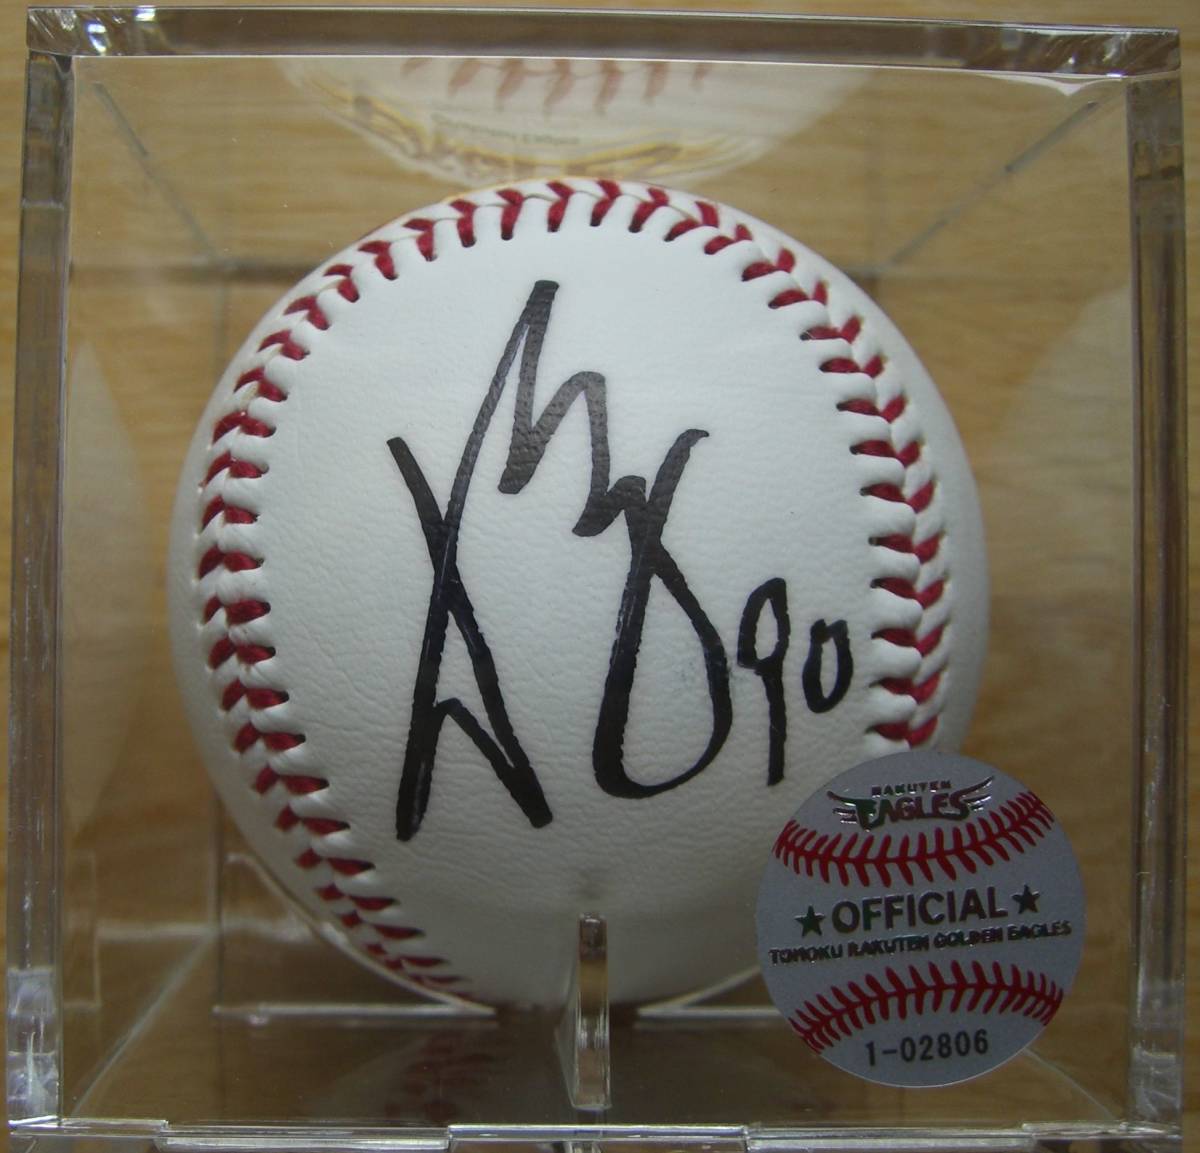 90
RAKUTEN
EAGLES
★OFFICIAL★
TOHOKU RAKUTEN GOLDEN EAGLES
1-02806